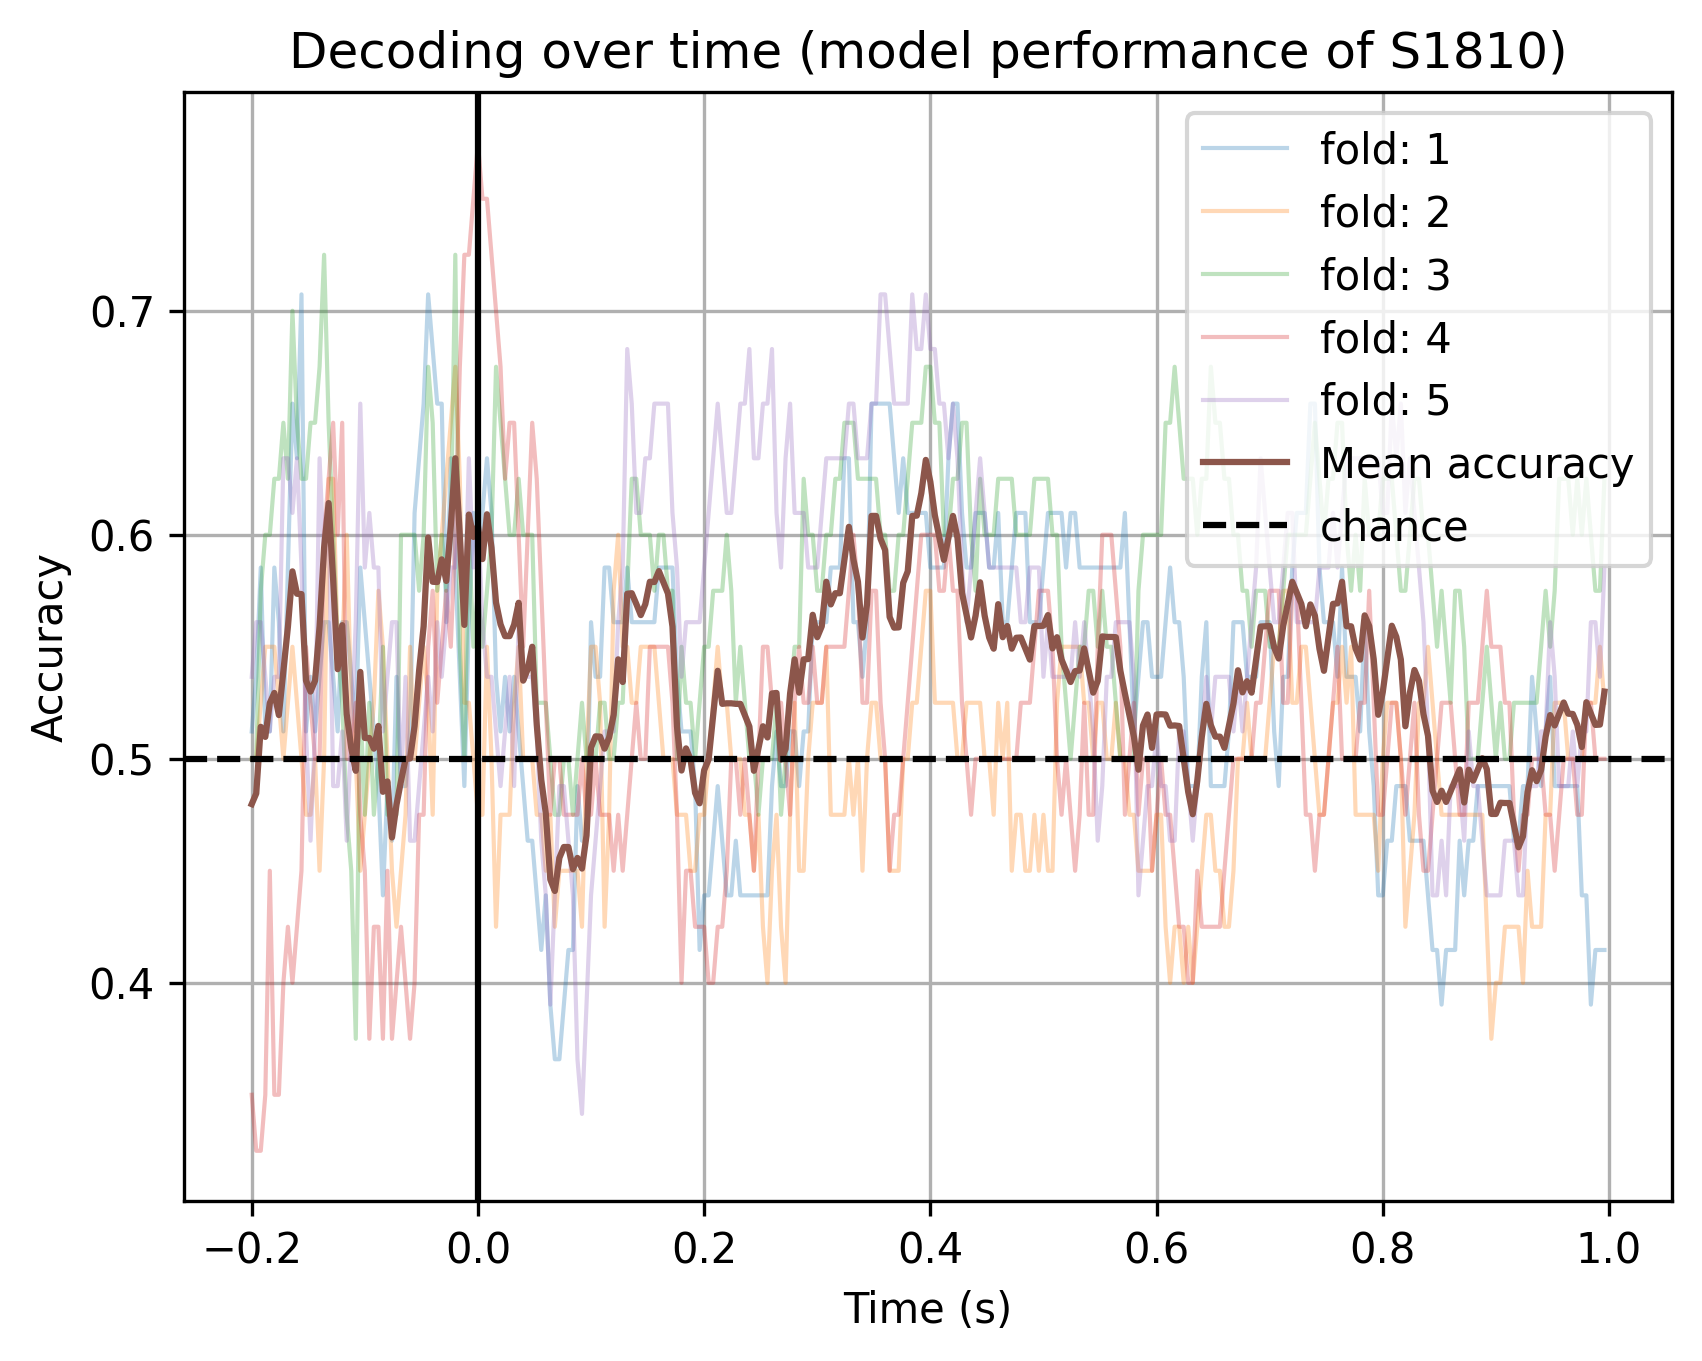 Decoding over time (model performance of S1810)
fold: 1
fold: 2
fold: 3
fold: 4
fold: 5
Mean accuracy
chance
Accuracy
0.7
0.6
0.5
0.4
−0.2
0.0
0.2
0.4
0.6
0.8
1.0
Time (s)